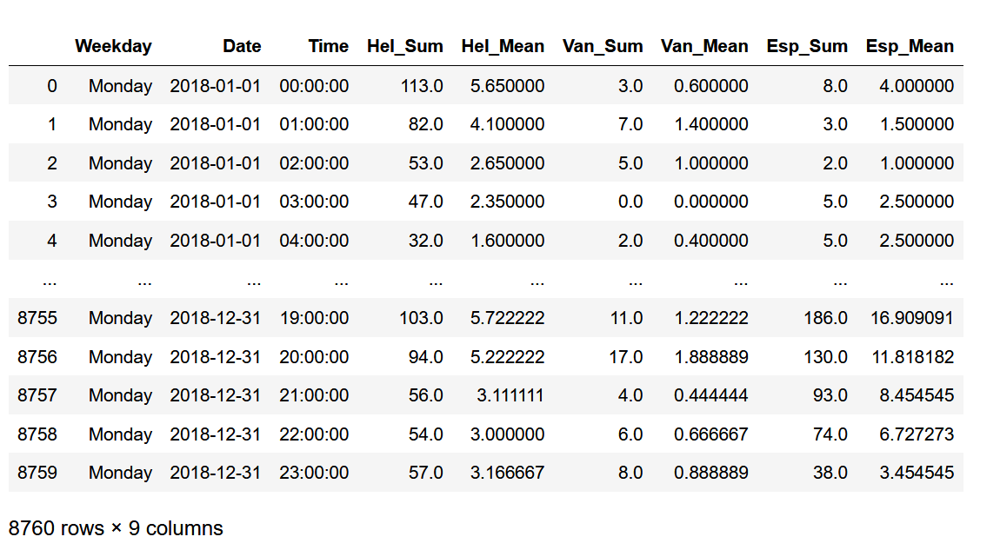 Weekday Date Time Hel_Sum Hel_Mean Van_Sum Van_Mean Esp_Sum Esp_Mean
0 Monday 2018-01-01 00:00:00 113.0 5.650000 3.0 0.600000 8.0 4.000000
1 Monday 2018-01-01 01:00:00 82.0 4.100000 7.0 1.400000 3.0 1.500000
2 Monday 2018-01-01 02:00:00 53.0 2.650000 5.0 1.000000 2.0 1.000000
3 Monday 2018-01-01 03:00:00 47.0 2.350000 0.0 0.000000 5.0 2.500000
4 Monday 2018-01-01 04:00:00 32.0 1.600000 2.0 0.400000 5.0 2.500000
... ... ... ... ... ... ... ... ... ...
8755 Monday 2018-12-31 19:00:00 103.0 5.722222 11.0 1.222222 186.0 16.909091
8756 Monday 2018-12-31 20:00:00 94.0 5.222222 17.0 1.888889 130.0 11.818182
8757 Monday 2018-12-31 21:00:00 56.0 3.111111 4.0 0.444444 93.0 8.454545
8758 Monday 2018-12-31 22:00:00 54.0 3.000000 6.0 0.666667 74.0 6.727273
8759 Monday 2018-12-31 23:00:00 57.0 3.166667 8.0 0.888889 38.0 3.454545
8760 rows × 9 columns